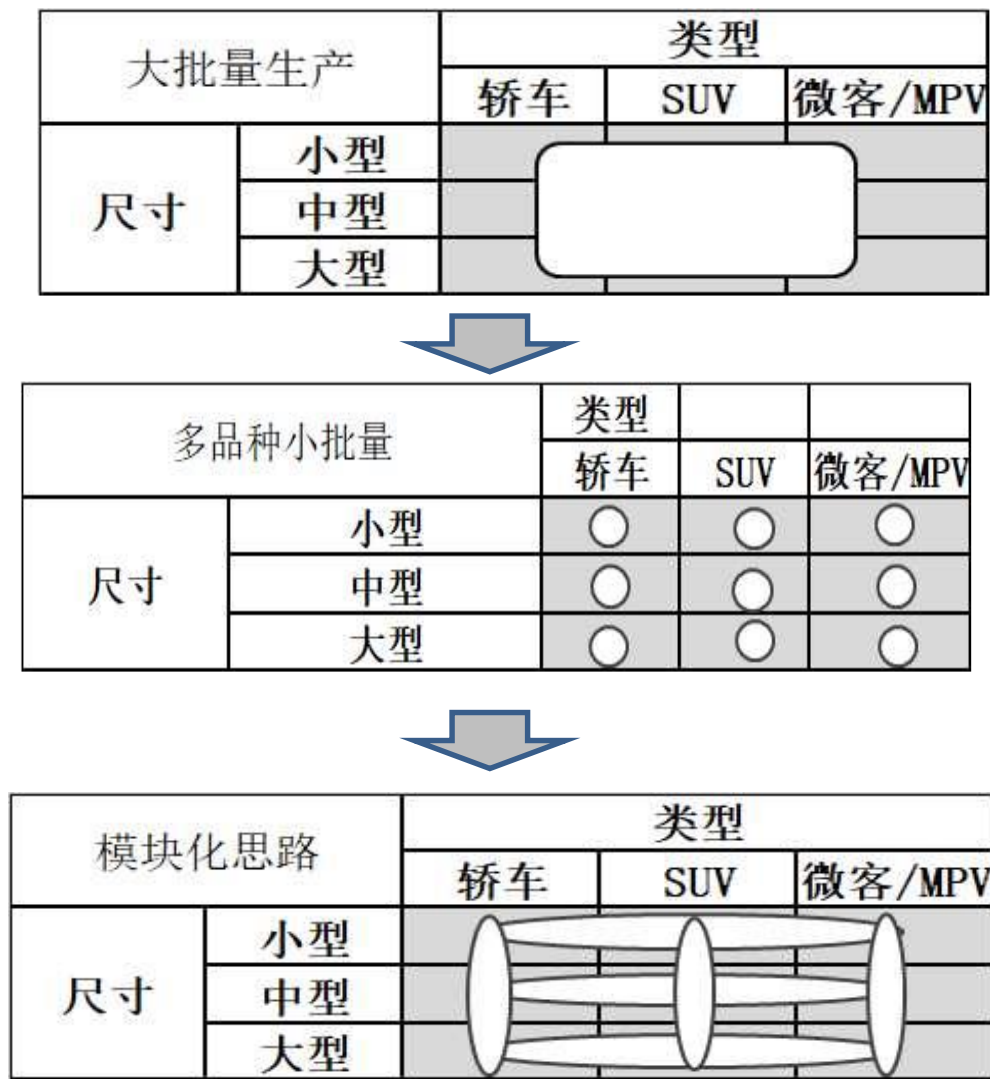 大批量生产
类型
轿车 SUV 微客/MPV
尺寸
小型
中型
大型
多品种小批量
类型
轿车 SUV 微客/MPV
尺寸
小型
中型
大型
模块化思路
类型
轿车 SUV 微客/MPV
尺寸
小型
中型
大型